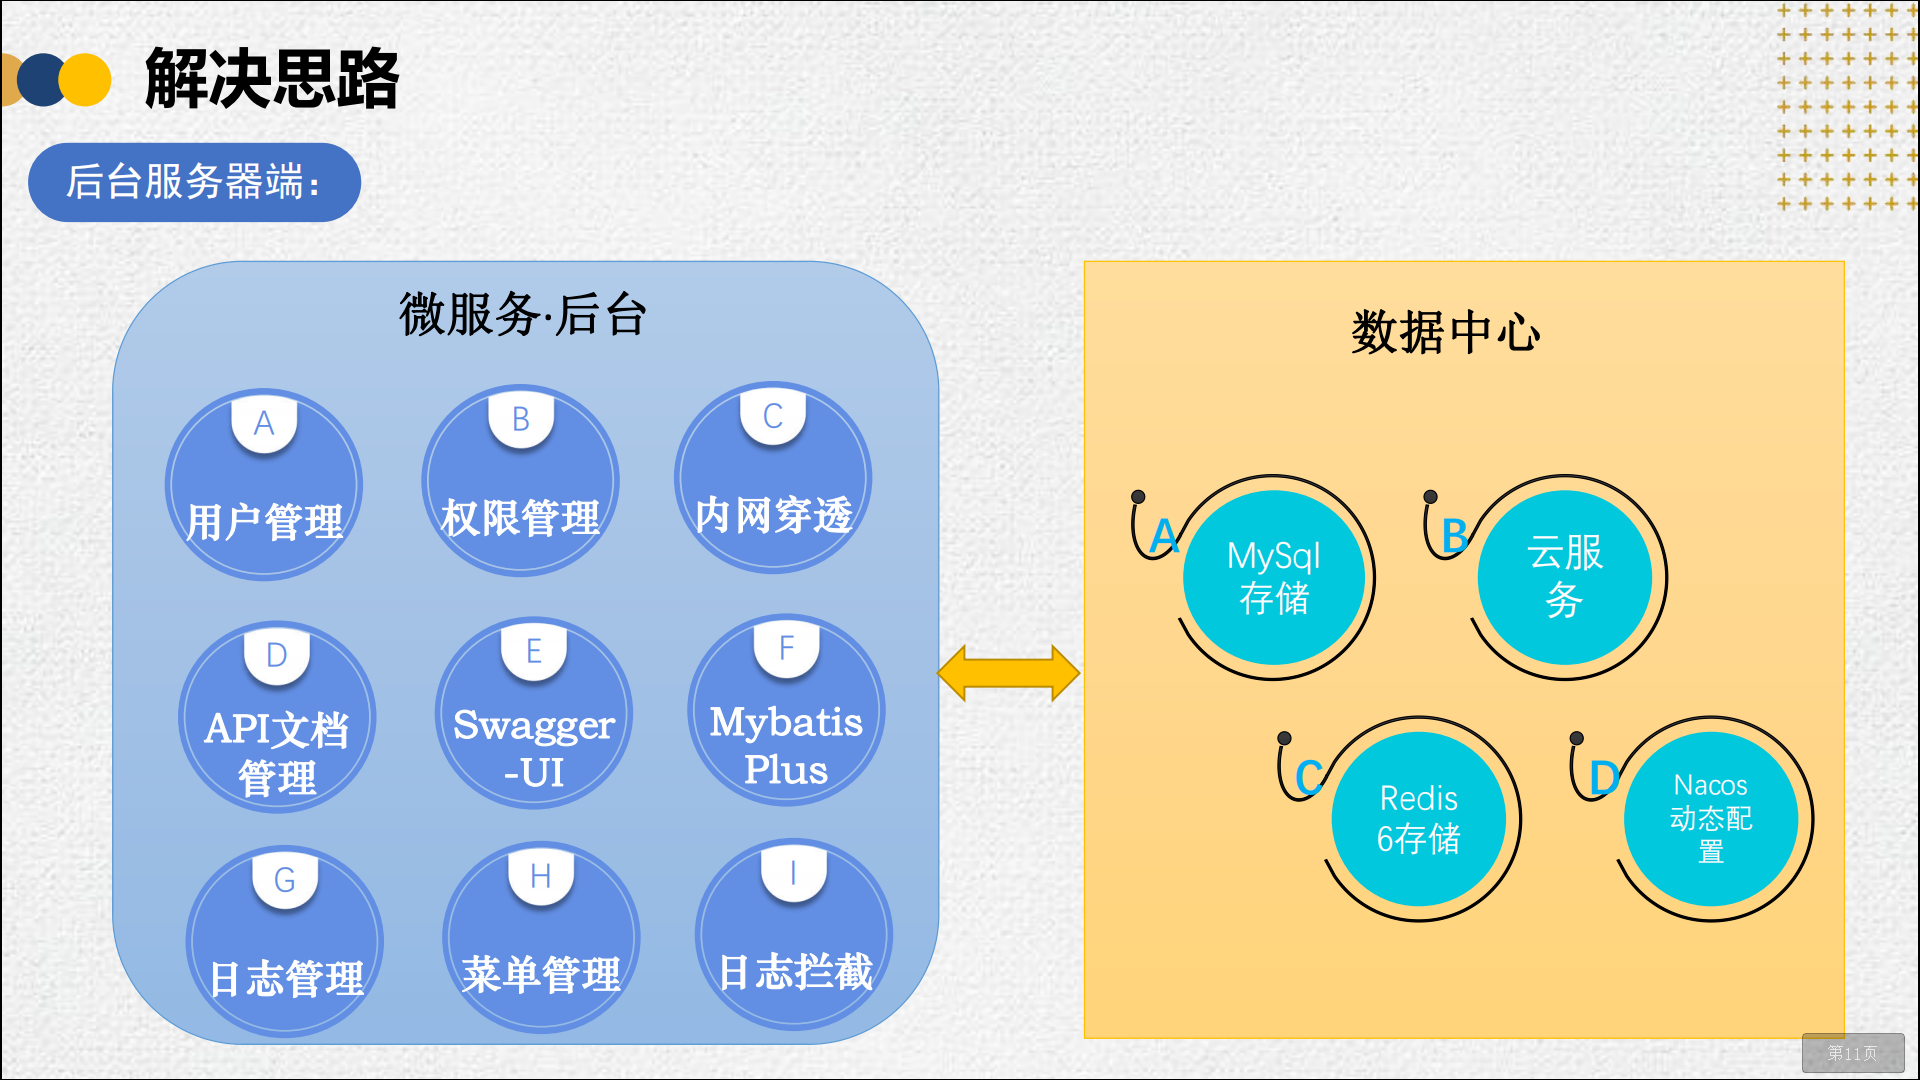 解决思路
后台服务器端：
微服务·后台
A
用户管理
B
权限管理
C
内网穿透
D
API文档
管理
E
Swagger
-UI
F
Mybatis
Plus
G
日志管理
H
菜单管理
I
日志拦截
数据中心
A
MySql
存储
B
云服
务
C
Redis
6存储
D
Nacos
动态配
置
第11页